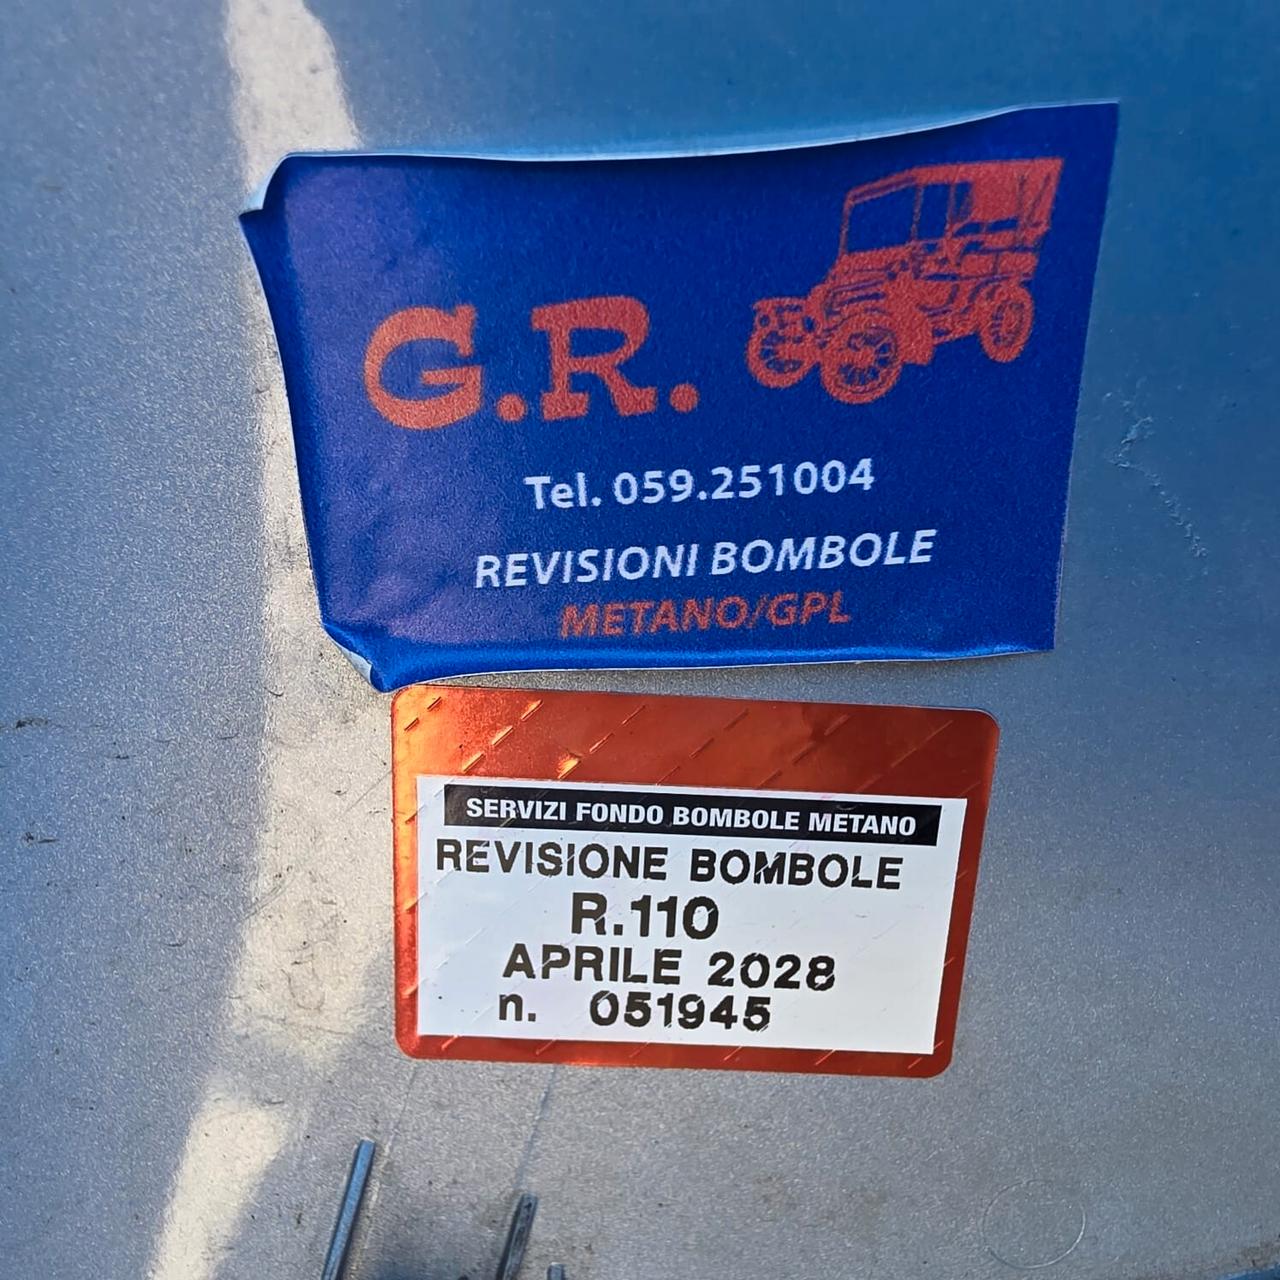 G.R.
Tel. 059.251004
REVISIONI BOMBOLE
METANO/GPL
SERVIZI FONDO BOMBOLE METANO
REVISIONE BOMBOLE
R.110
APRILE 2028
n. 051945